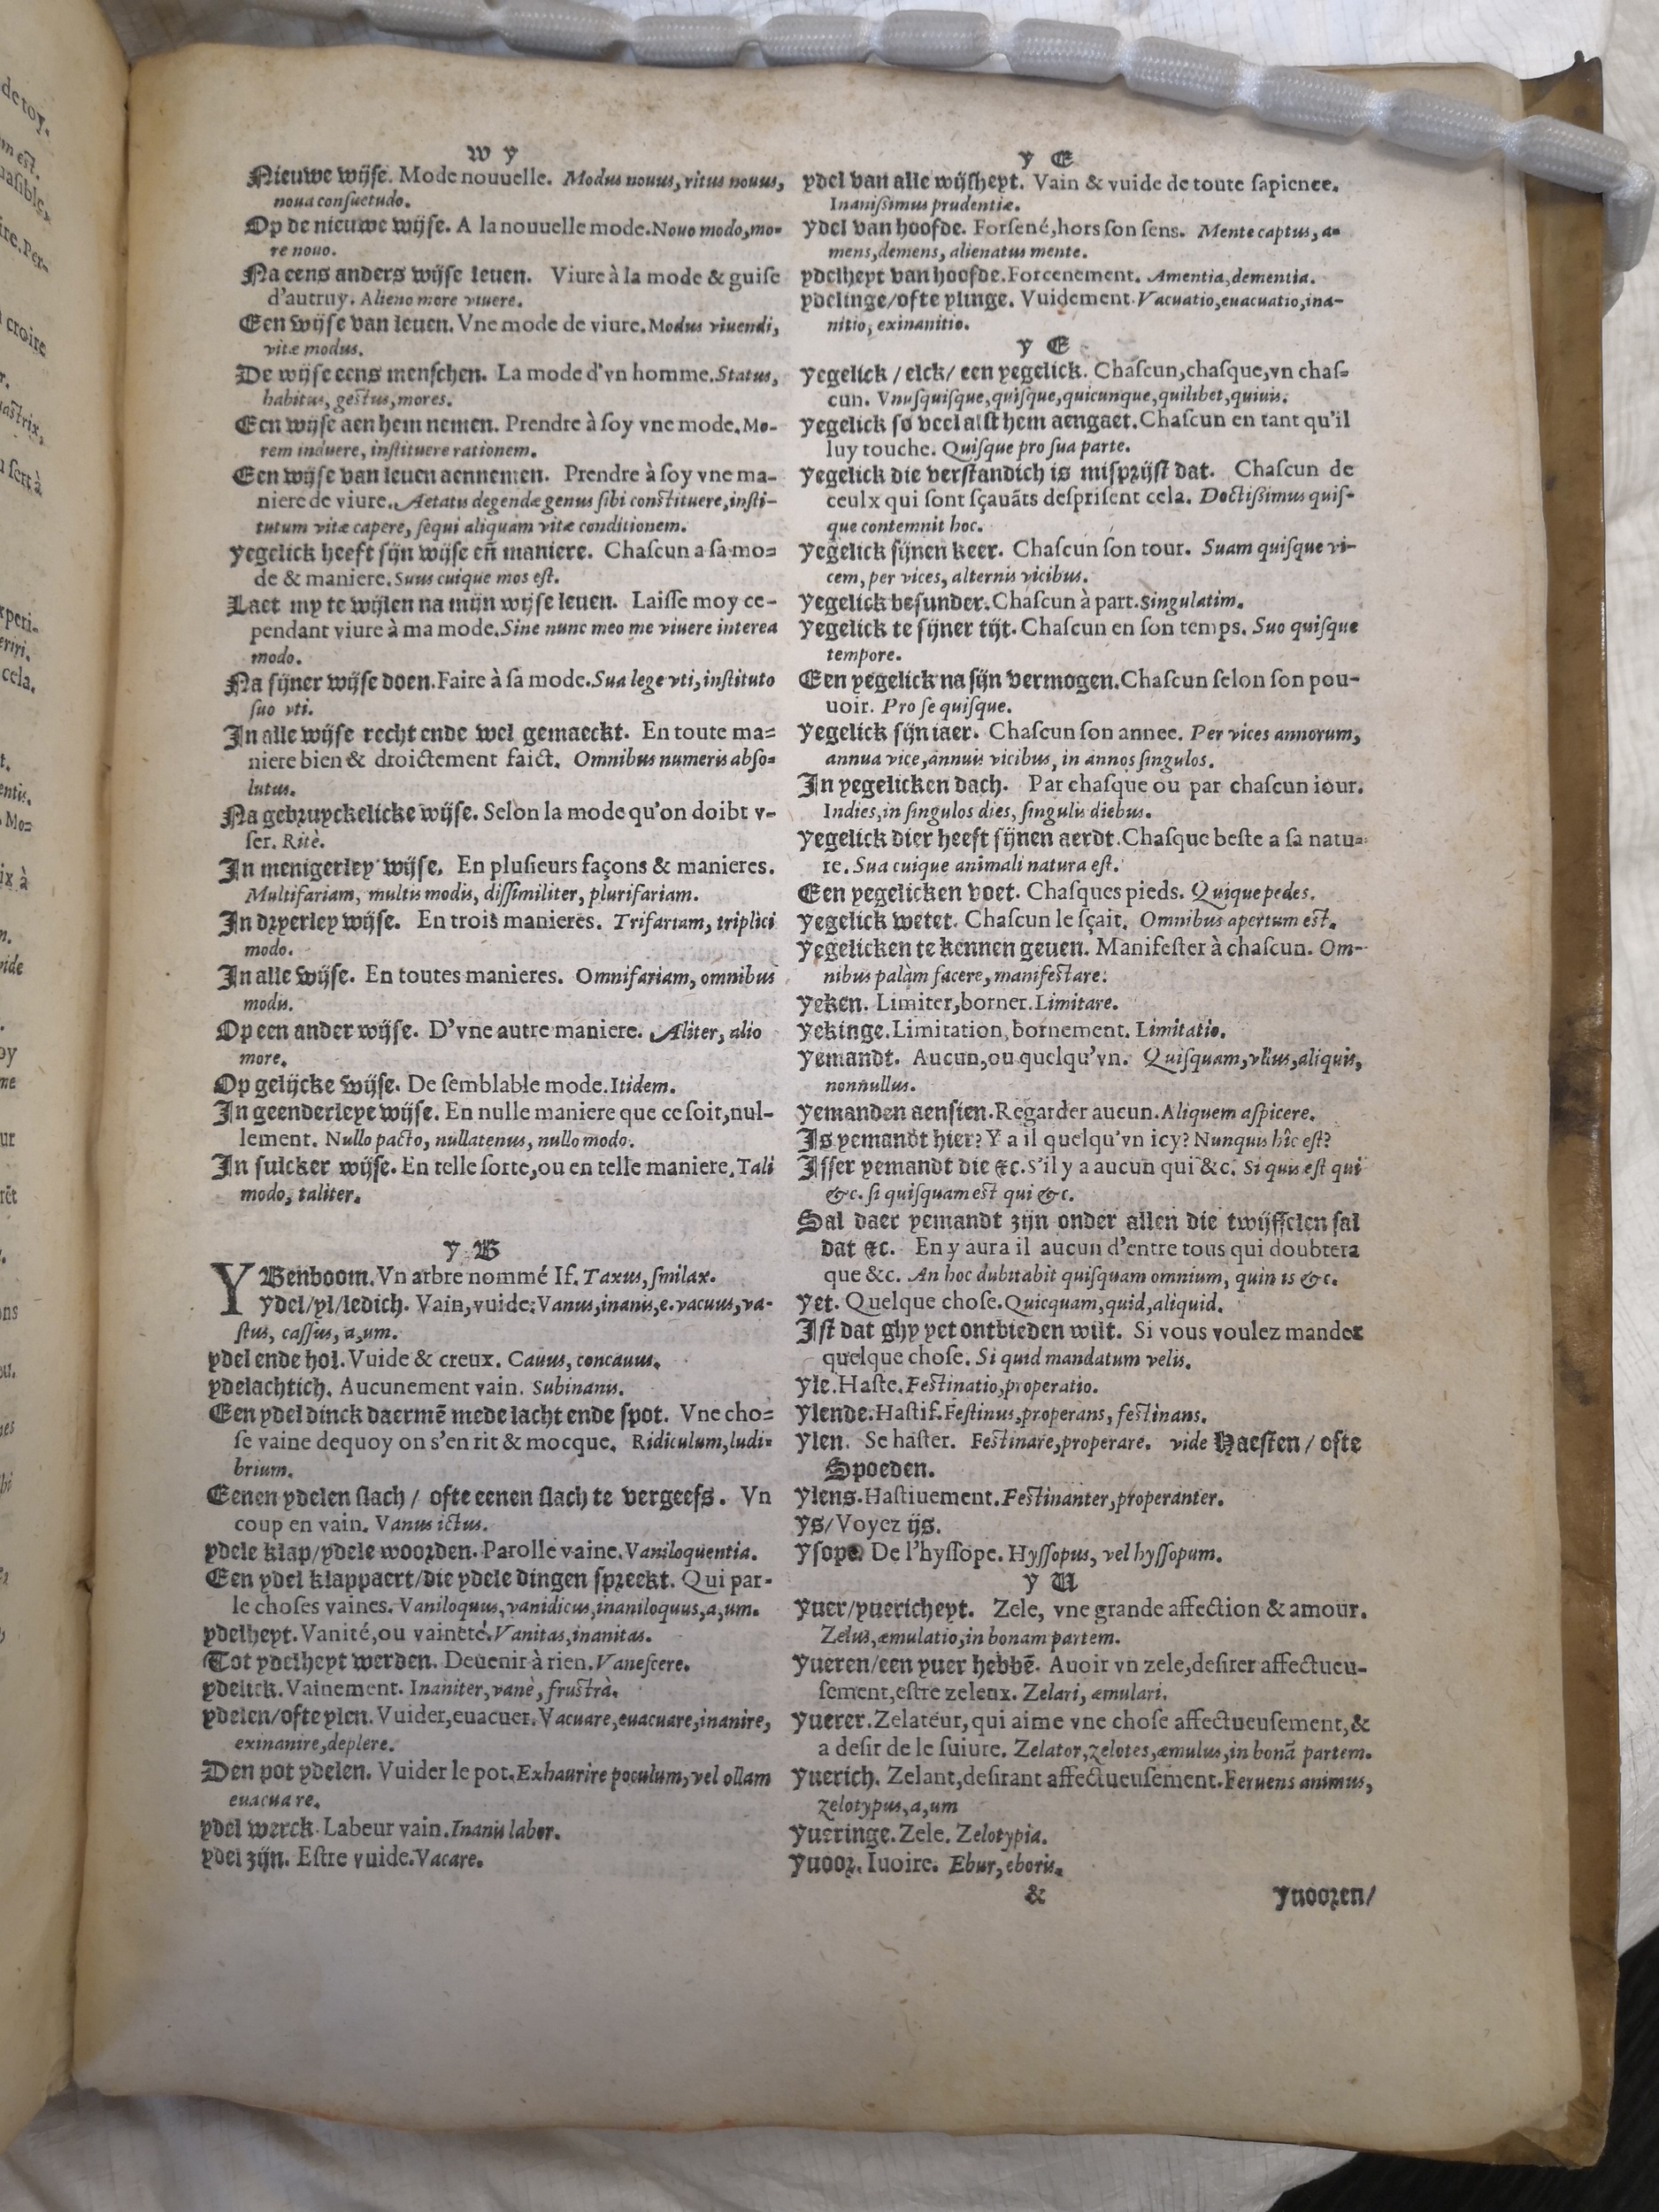 W y
Nieuwe wijſe. Mode nouuelle. Modus nouus, ritus nouus,
noua conſuetudo.
Op de nieuwe wijſe. A la nouuelle mode. Nouo modo, mo-
re nouo.
Na eens anders wijſe leuen. Viure à la mode & guiſe
d'autruy. Alieno more viuere.
Een wijſe van leuen. Vne mode de viure. Modus viuendi,
vitæ modus.
De wijſe eens menſchen. La mode d'vn homme. Status,
habitus, geſtus, mores.
Een wijſe aen hem nemen. Prendre à ſoy vne mode. Mo-
rem induere, inſtituere rationem.
Een wijſe van leuen aennemen. Prendre à ſoy vne ma-
niere de viure. Aetatis degendæ genus ſibi conſtituere, inſti-
tutum vitæ capere, ſequi aliquam vitæ conditionem.
Yegelick heeft ſijn wijſe eñ maniere. Chaſcun a ſa mo-
de & maniere. Suus cuique mos eſt.
Laet my te wijlen na mijn wijſe leuen. Laiſſe moy ce-
pendant viure à ma mode. Sine nunc meo me viuere interea
modo.
Na ſijner wijſe doen. Faire à ſa mode. Sua lege vti, inſtituto
ſuo vti.
In alle wijſe recht ende wel gemaeckt. En toute ma-
niere bien & droictement faict. Omnibus numeris abſo-
lutus.
Na gebruyckelicke wijſe. Selon la mode qu'on doibt v-
ſer. Ritè.
In menigerley wijſe. En pluſieurs façons & manieres.
Multifariam, multis modis, diſſimiliter, plurifariam.
In dryerley wijſe. En trois manieres. Trifariam, triplici
modo.
In alle wijſe. En toutes manieres. Omnifariam, omnibus
modis.
Op een ander wijſe. D'vne autre maniere. Aliter, alio
more.
Op gelijcke wijſe. De ſemblable mode. Itidem.
In geenderleye wijſe. En nulle maniere que ce ſoit, nul-
lement. Nullo pacto, nullatenus, nullo modo.
In ſulcker wijſe. En telle ſorte, ou en telle maniere. Tali
modo, taliter.
y B
YBenboom. Vn arbre nommé If. Taxus, ſmilax.
ydel/yl/ledich. Vain, vuide. Vanus, inanis, e. vacuus, va-
ſtus, caſſus, a, um.
ydel ende hol. Vuide & creux. Cauus, concauus.
ydelachtich. Aucunement vain. Subinanis.
Een ydel dinck daermē mede lacht ende ſpot. Vne cho-
ſe vaine dequoy on s'en rit & mocque. Ridiculum, ludi-
brium.
Eenen ydelen ſlach / ofte eenen ſlach te vergeefs. Vn
coup en vain. Vanus ictus.
ydele klap/ydele woorden. Parolle vaine. Vaniloquentia.
Een ydel klappaert/die ydele dingen ſpreekt. Qui par-
le choſes vaines. Vaniloquus, vanidicus, inaniloquus, a, um.
ydelheyt. Vanité, ou vaineté. Vanitas, inanitas.
Tot ydelheyt werden. Deuenir à rien. Vaneſcere.
ydelick. Vainement. Inaniter, vanè, fruſtrà.
ydelen/ofte ylen. Vuider, euacuer. Vacuare, euacuare, inanire,
exinanire, deplere.
Den pot ydelen. Vuider le pot. Exhaurire poculum, vel ollam
euacuare.
ydel werck. Labeur vain. Inanis labor.
ydel zijn. Eſtre vuide. Vacare.
y E
ydel van alle wijſheyt. Vain & vuide de toute ſapience.
Inaniſſimus prudentiæ.
ydel van hoofde. Forſené, hors ſon ſens. Mente captus, a-
mens, demens, alienatus mente.
ydelheyt van hoofde. Forcenement. Amentia, dementia.
ydelinge/ofte ylinge. Vuidement. Vacuatio, euacuatio, ina-
nitio, exinanitio.
y E
yegelick / elck/ een yegelick. Chaſcun, chaſque, vn chaſ-
cun. Vnuſquiſque, quiſque, quicunque, quilibet, quiuis.
yegelick ſo veel alſt hem aengaet. Chaſcun en tant qu'il
luy touche. Quiſque pro ſua parte.
yegelick die verſtandich is miſprijſt dat. Chaſcun de
ceulx qui ſont ſçauãts deſpriſent cela. Doctiſſimus quiſ-
que contemnit hoc.
yegelick ſijnen keer. Chaſcun ſon tour. Suam quiſque vi-
cem, per vices, alternis vicibus.
yegelick beſunder. Chaſcun à part. Singulatim.
yegelick te ſijner tijt. Chaſcun en ſon temps. Suo quiſque
tempore.
Een yegelick na ſijn vermogen. Chaſcun ſelon ſon pou-
uoir. Pro ſe quiſque.
yegelick ſijn iaer. Chaſcun ſon annee. Per vices annorum,
annua vice, annuis vicibus, in annos ſingulos.
In yegelicken dach. Par chaſque ou par chaſcun iour.
Indies, in ſingulos dies, ſingulis diebus.
yegelick dier heeft ſijnen aerdt. Chaſque beſte a ſa natu-
re. Sua cuique animali natura eſt.
Een yegelicken voet. Chaſques pieds. Quique pedes.
yegelick wetet. Chaſcun le ſçait. Omnibus apertum eſt.
yegelicken te kennen geuen. Manifeſter à chaſcun. Om-
nibus palàm facere, manifeſtare.
yeken. Limiter, borner. Limitare.
yekinge. Limitation, bornement. Limitatio.
yemandt. Aucun, ou quelqu'vn. Quiſquam, vllus, aliquis,
nonnullus.
yemanden aenſien. Regarder aucun. Aliquem aſpicere.
Is yemandt hier? Y a il quelqu'vn icy? Nunquis hîc eſt?
Iſſer yemandt die &c. S'il y a aucun qui &c. Si quis eſt qui
&c. ſi quiſquam eſt qui &c.
Sal daer yemandt zijn onder allen die twijffelen ſal
dat &c. En y aura il aucun d'entre tous qui doubtera
que &c. An hoc dubitabit quiſquam omnium, quin is &c.
yet. Quelque choſe. Quicquam, quid, aliquid.
Iſt dat ghy yet ontbieden wilt. Si vous voulez mander
quelque choſe. Si quid mandatum velis.
yle. Haſte. Feſtinatio, properatio.
ylende. Haſtif. Feſtinus, properans, feſtinans.
ylen. Se haſter. Feſtinare, properare. vide Haeſten / ofte
Spoeden.
ylens. Haſtiuement. Feſtinanter, properanter.
ys/ Voyez ijs.
yſope. De l'hyſſope. Hyſſopus, vel hyſſopum.
y U
yuer/yuericheyt. Zele, vne grande affection & amour.
Zelus, æmulatio, in bonam partem.
yueren/een yuer hebbē. Auoir vn zele, deſirer affectueu-
ſement, eſtre zeleux. Zelari, æmulari.
yuerer. Zelateur, qui aime vne choſe affectueuſement, &
a deſir de le ſuiure. Zelator, zelotes, æmulus, in bonã partem.
yuerich. Zelant, deſirant affectueuſement. Feruens animus,
zelotypus, a, um
yueringe. Zele. Zelotypia.
yuoor. Iuoire. Ebur, eboris.
& yuooren/